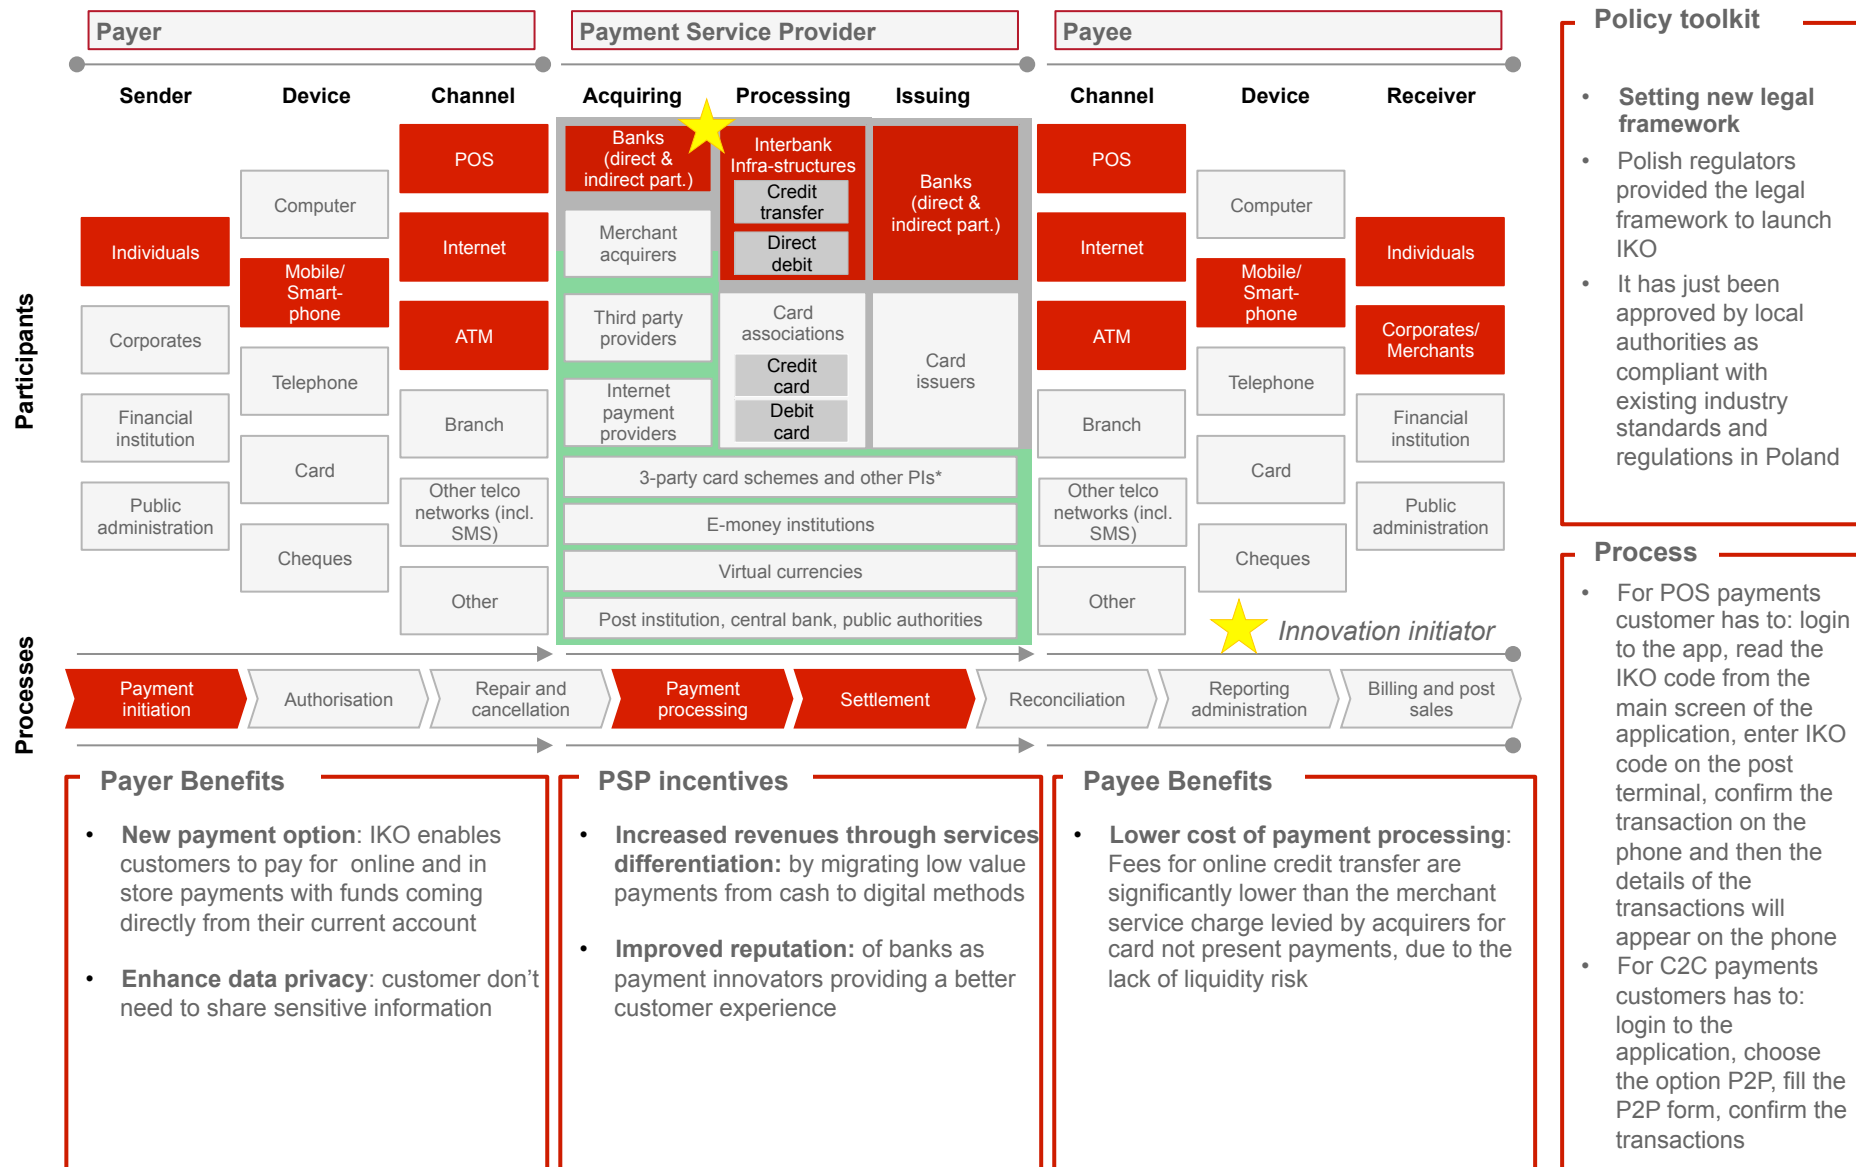 Payer
Payment Service Provider
Payee
Sender
Device
Channel
Acquiring
Processing
Issuing
Channel
Device
Receiver
Participants
Individuals
Corporates
Financial
institution
Public
administration
Computer
Mobile/
Smart-
phone
Telephone
Card
Cheques
POS
Internet
ATM
Branch
Other telco
networks (incl.
SMS)
Other
Banks
(direct &
indirect part.)
Merchant
acquirers
Third party
providers
Internet
payment
providers
Interbank
Infra-structures
Credit
transfer
Direct
debit
Card
associations
Credit
card
Debit
card
Banks
(direct &
indirect part.)
Card
issuers
3-party card schemes and other PIs*
E-money institutions
Virtual currencies
Post institution, central bank, public authorities
POS
Internet
ATM
Branch
Other telco
networks (incl.
SMS)
Other
Computer
Mobile/
Smart-
phone
Telephone
Card
Cheques
Individuals
Corporates/
Merchants
Financial
institution
Public
administration
Innovation initiator
Processes
Payment
initiation
Authorisation
Repair and
cancellation
Payment
processing
Settlement
Reconciliation
Reporting
administration
Billing and post
sales
Payer Benefits
• New payment option: IKO enables
customers to pay for online and in
store payments with funds coming
directly from their current account
• Enhance data privacy: customer don't
need to share sensitive information
PSP incentives
• Increased revenues through services
differentiation: by migrating low value
payments from cash to digital methods
• Improved reputation: of banks as
payment innovators providing a better
customer experience
Payee Benefits
• Lower cost of payment processing:
Fees for online credit transfer are
significantly lower than the merchant
service charge levied by acquirers for
card not present payments, due to the
lack of liquidity risk
Policy toolkit
• Setting new legal
framework
• Polish regulators
provided the legal
framework to launch
IKO
• It has just been
approved by local
authorities as
compliant with
existing industry
standards and
regulations in Poland
Process
• For POS payments
customer has to: login
to the app, read the
IKO code from the
main screen of the
application, enter IKO
code on the post
terminal, confirm the
transaction on the
phone and then the
details of the
transactions will
appear on the phone
• For C2C payments
customers has to:
login to the
application, choose
the option P2P, fill the
P2P form, confirm the
transactions